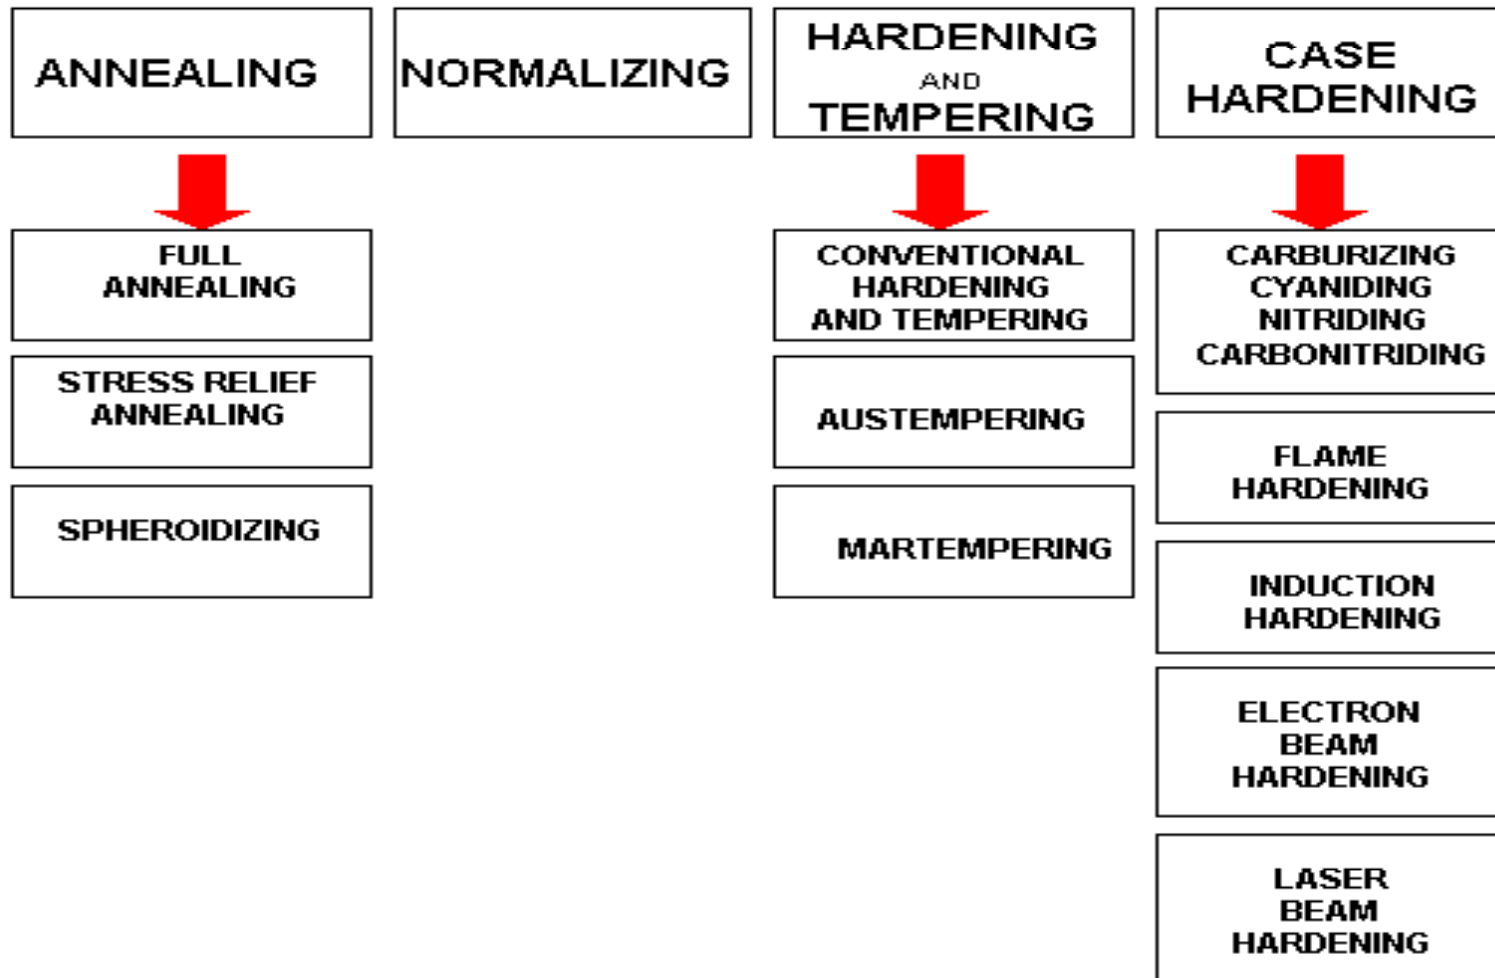 ANNEALING
NORMALIZING
HARDENING
AND
TEMPERING
CASE
HARDENING
FULL
ANNEALING
STRESS RELIEF
ANNEALING
SPHEROIDIZING
CONVENTIONAL
HARDENING
AND TEMPERING
AUSTEMPERING
MARTEMPERING
CARBURIZING
CYANIDING
NITRIDING
CARBONITRIDING
FLAME
HARDENING
INDUCTION
HARDENING
ELECTRON
BEAM
HARDENING
LASER
BEAM
HARDENING